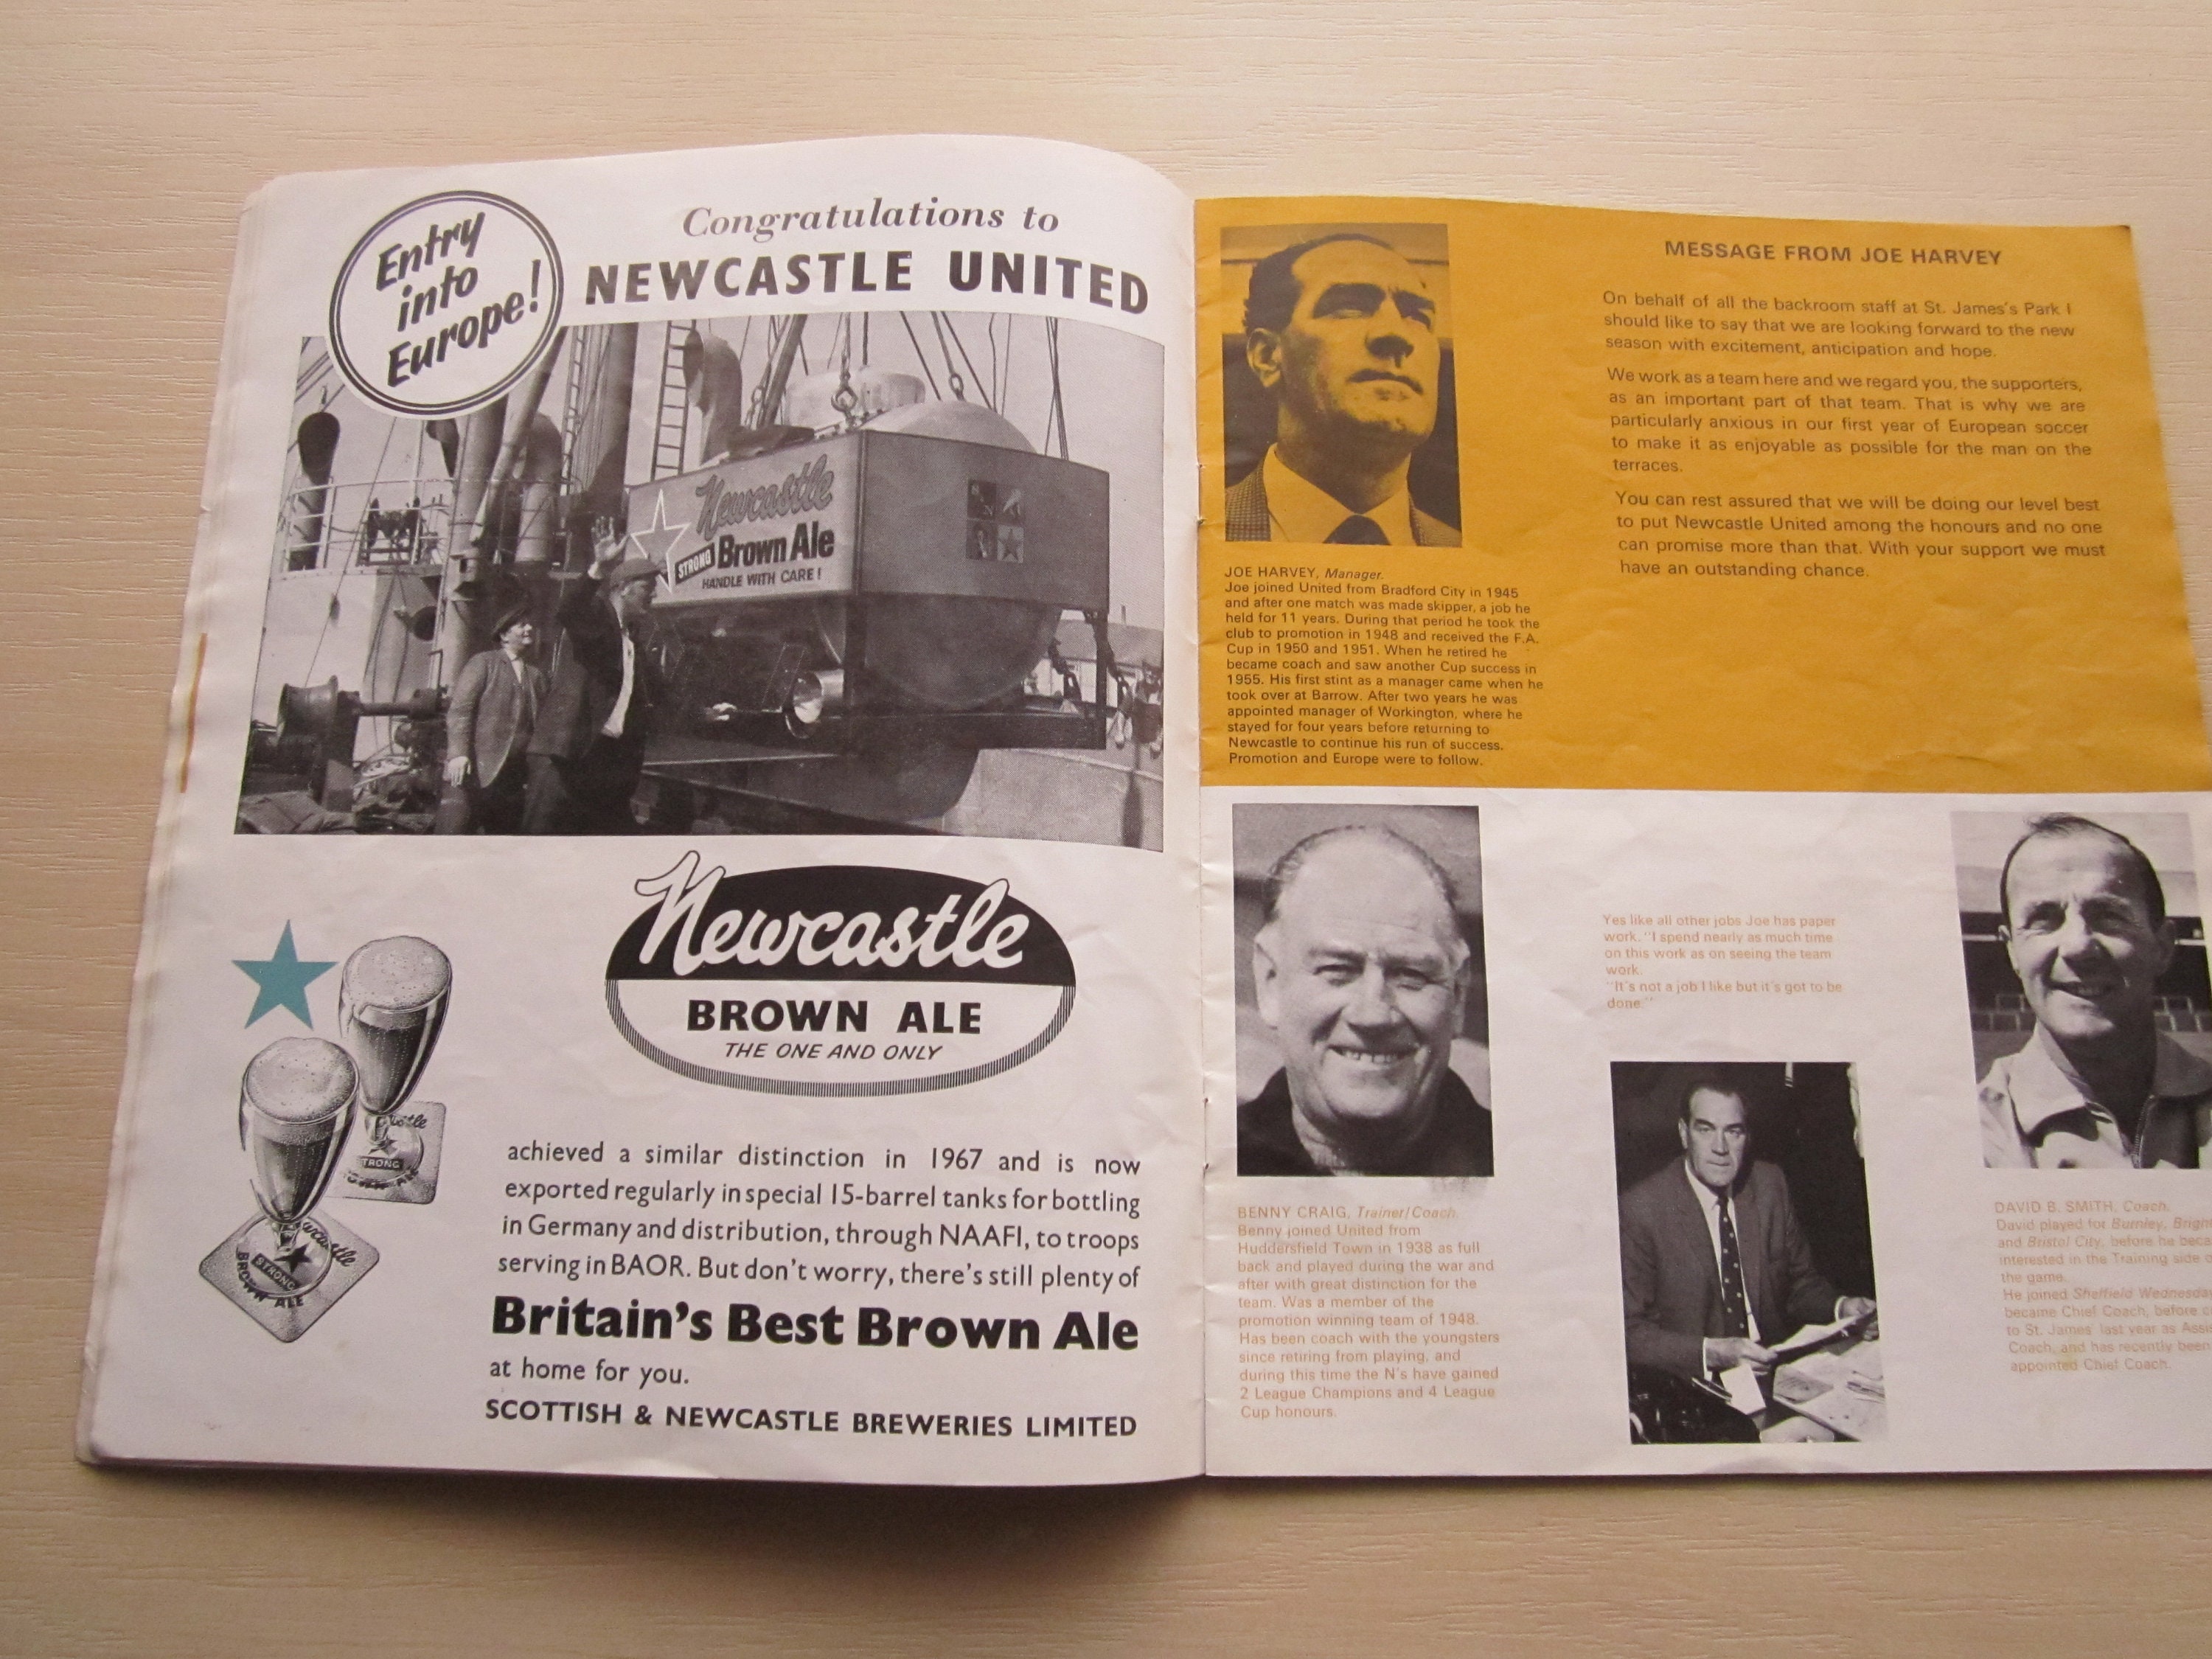 Entry
into
Europe!
Congratulations to
NEWCASTLE UNITED
Newcastle
STRONG Brown Ale
HANDLE WITH CARE!
Newcastle
BROWN ALE
THE ONE AND ONLY
STRONG
BROWN ALE
achieved a similar distinction in 1967 and is now
exported regularly in special 15-barrel tanks for bottling
in Germany and distribution, through NAAFI, to troops
serving in BAOR. But don't worry, there's still plenty of
Britain's Best Brown Ale
at home for you.
SCOTTISH & NEWCASTLE BREWERIES LIMITED
MESSAGE FROM JOE HARVEY
On behalf of all the backroom staff at St. James's Park I
should like to say that we are looking forward to the new
season with excitement, anticipation and hope.
We work as a team here and we regard you, the supporters,
as an important part of that team. That is why we are
particularly anxious in our first year of European soccer
to make it as enjoyable as possible for the man on the
terraces.
You can rest assured that we will be doing our level best
to put Newcastle United among the honours and no one
can promise more than that. With your support we must
have an outstanding chance.
JOE HARVEY, Manager.
Joe joined United from Bradford City in 1945
and after one match was made skipper, a job he
held for 11 years. During that period he took the
club to promotion in 1948 and received the F.A.
Cup in 1950 and 1951. When he retired he
became coach and saw another Cup success in
1955. His first stint as a manager came when he
took over at Barrow. After two years he was
appointed manager of Workington, where he
stayed for four years before returning to
Newcastle to continue his run of success.
Promotion and Europe were to follow.
Yes like all other jobs Joe has paper
work. "I spend nearly as much time
on this work as on seeing the team
work.
"It's not a job I like but it's got to be
done."
BENNY CRAIG, Trainer/Coach.
Benny joined United from
Huddersfield Town in 1938 as full
back and played during the war and
after with great distinction for the
team. Was a member of the
promotion winning team of 1948.
Has been coach with the youngsters
since retiring from playing, and
during this time the N's have gained
2 League Champions and 4 League
Cup honours.
DAVID B. SMITH, Coach.
David played for Burnley, Bright
and Bristol City, before he beca
interested in the Training side o
the game.
He joined Sheffield Wednesday
became Chief Coach, before c
to St. James' last year as Assis
Coach, and has recently been
appointed Chief Coach.